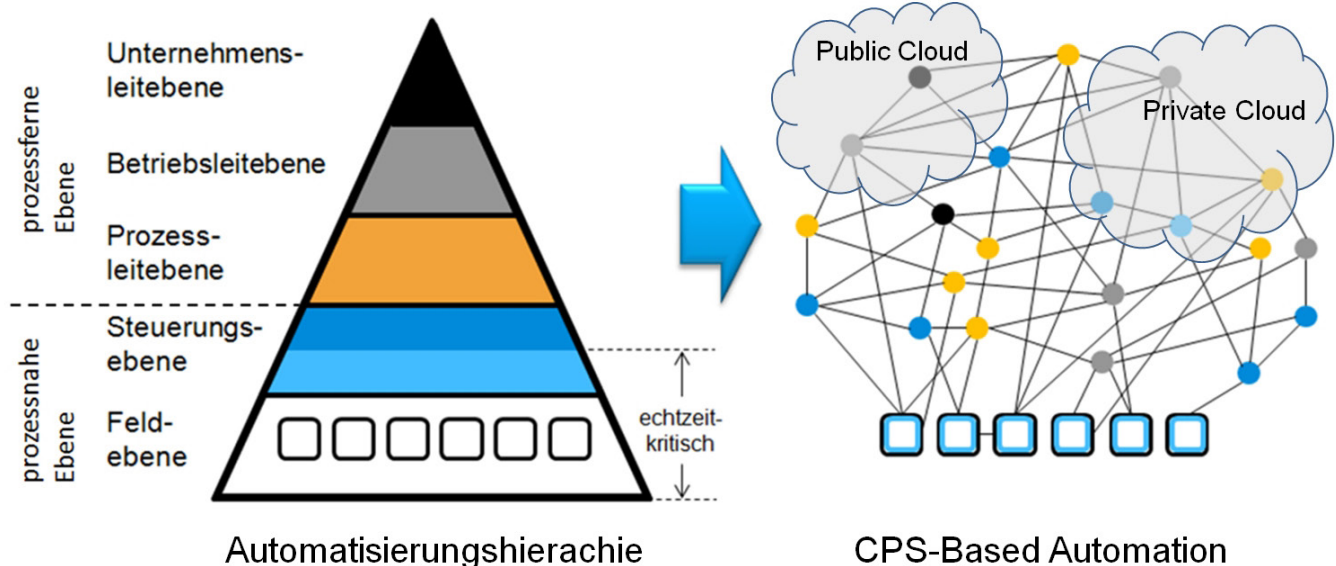 prozessferne
Ebene
Unternehmens-
leitebene
Betriebsleitebene
Prozess-
leitebene
prozessnahe
Ebene
Steuerungs-
ebene
Feld-
ebene
echtzeit-
kritisch
Automatisierungshierachie
Public Cloud
Private Cloud
CPS-Based Automation